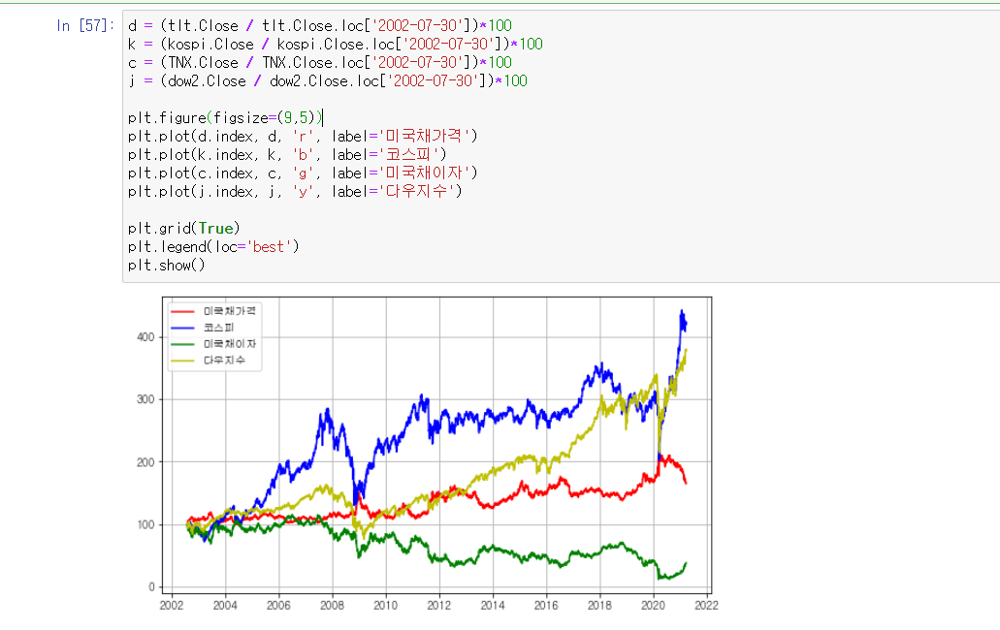 In [57]:
d = (tlt.Close / tlt.Close.loc['2002-07-30'])*100
k = (kospi.Close / kospi.Close.loc['2002-07-30'])*100
c = (TNX.Close / TNX.Close.loc['2002-07-30'])*100
j = (dow2.Close / dow2.Close.loc['2002-07-30'])*100
plt.figure(figsize=(9,5))
plt.plot(d.index, d, 'r', label='미국채가격')
plt.plot(k.index, k, 'b', label='코스피')
plt.plot(c.index, c, 'g', label='미국채이자')
plt.plot(j.index, j, 'y', label='다우지수')
plt.grid(True)
plt.legend(loc='best')
plt.show()
미국채가격
코스피
미국채이자
다우지수
400
300
200
100
0
2002 2004 2006 2008 2010 2012 2014 2016 2018 2020 2022